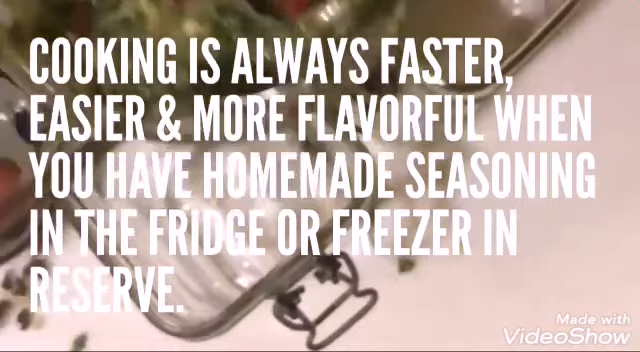 COOKING IS ALWAYS FASTER,
EASIER & MORE FLAVORFUL WHEN
YOU HAVE HOMEMADE SEASONING
IN THE FRIDGE OR FREEZER IN
RESERVE.
Made with
VideoShow